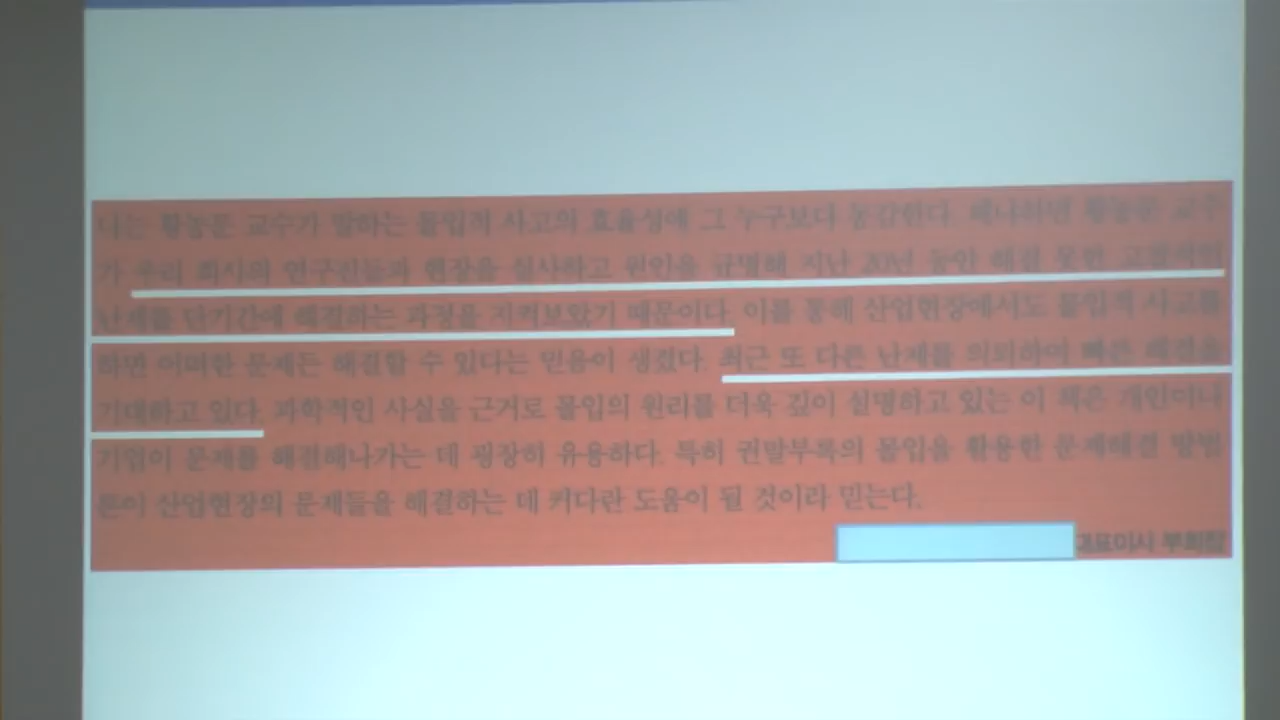 나는 황농문 교수가 말하는 몰입적 사고의 효율성에 그 누구보다 동감한다. 왜냐하면 황농문 교수
가 우리 회사의 연구진들과 현장을 실사하고 원인을 규명해 지난 20년 동안 해결 못한 고질적인
난제를 단기간에 해결하는 과정을 지켜보았기 때문이다. 이를 통해 산업현장에서도 몰입적 사고를
하면 어떠한 문제든 해결할 수 있다는 믿음이 생겼다. 최근 또 다른 난제를 의뢰하여 빠른 해결을
기대하고 있다. 과학적인 사실을 근거로 몰입의 원리를 더욱 깊이 설명하고 있는 이 책은 개인이나
기업이 문제를 해결해나가는 데 굉장히 유용하다. 특히 권말부록의 몰입을 활용한 문제해결 방법
론이 산업현장의 문제들을 해결하는 데 커다란 도움이 될 것이라 믿는다.
대표이사 부회장